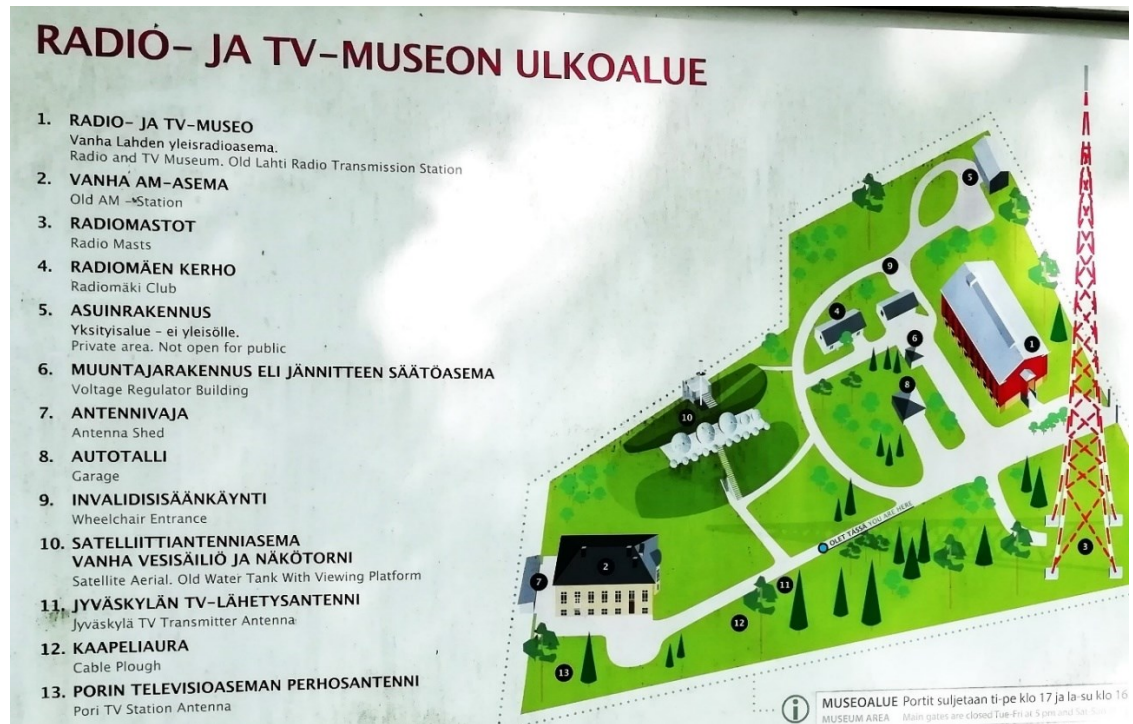 RADIO- JA TV-MUSEON ULKOALUE
1. RADIO- JA TV-MUSEO
Vanha Lahden yleisradioasema.
Radio and TV Museum. Old Lahti Radio Transmission Station
2. VANHA AM-ASEMA
Old AM -Station
3. RADIOMASTOT
Radio Masts
4. RADIOMÄEN KERHO
Radiomäki Club
5. ASUINRAKENNUS
Yksityisalue – ei yleisölle.
Private area. Not open for public
6. MUUNTAJARAKENNUS ELI JÄNNITTEEN SÄÄTÖASEMA
Voltage Regulator Building
7. ANTENNIVAJA
Antenna Shed
8. AUTOTALLI
Garage
9. INVALIDISISÄÄNKÄYNTI
Wheelchair Entrance
10. SATELLIITTIANTENNIASEMA
VANHA VESISÄILIÖ JA NÄKÖTORNI
Satellite Aerial. Old Water Tank With Viewing Platform
11. JYVÄSKYLÄN TV-LÄHETYSANTENNI
Jyväskylä TV Transmitter Antenna
12. KAAPELIAURA
Cable Plough
13. PORIN TELEVISIOASEMAN PERHOSANTENNI
Pori TV Station Antenna
5
9
4
6
1
8
10
OLET TÄSSÄ YOU ARE HERE
3
2
7
11
12
13
i
MUSEOALUE Portit suljetaan ti-pe klo 17 ja la-su klo 16
MUSEUM AREA Main gates are closed Tue-Fri at 5 pm and Sat-